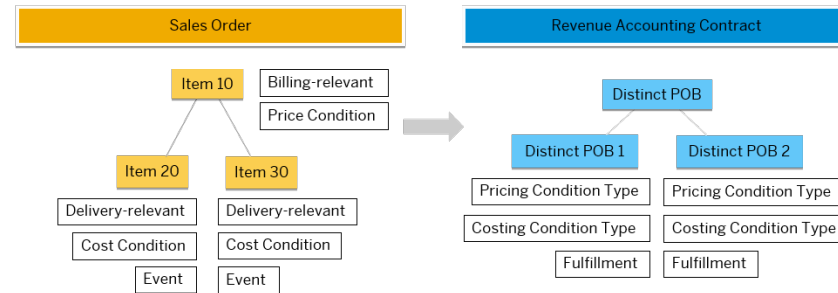 Sales Order
Item 10
Billing-relevant
Price Condition
Item 20
Item 30
Delivery-relevant
Delivery-relevant
Cost Condition
Cost Condition
Event
Event
Revenue Accounting Contract
Distinct POB
Distinct POB 1
Distinct POB 2
Pricing Condition Type
Pricing Condition Type
Costing Condition Type
Costing Condition Type
Fulfillment
Fulfillment